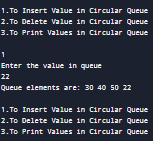 1.To Insert Value in Circular Queue
2.To Delete Value in Circular Queue
3.To Print Values in Circular Queue
1
Enter the value in queue
22
Queue elements are: 30 40 50 22
1.To Insert Value in Circular Queue
2.To Delete Value in Circular Queue
3.To Print Values in Circular Queue